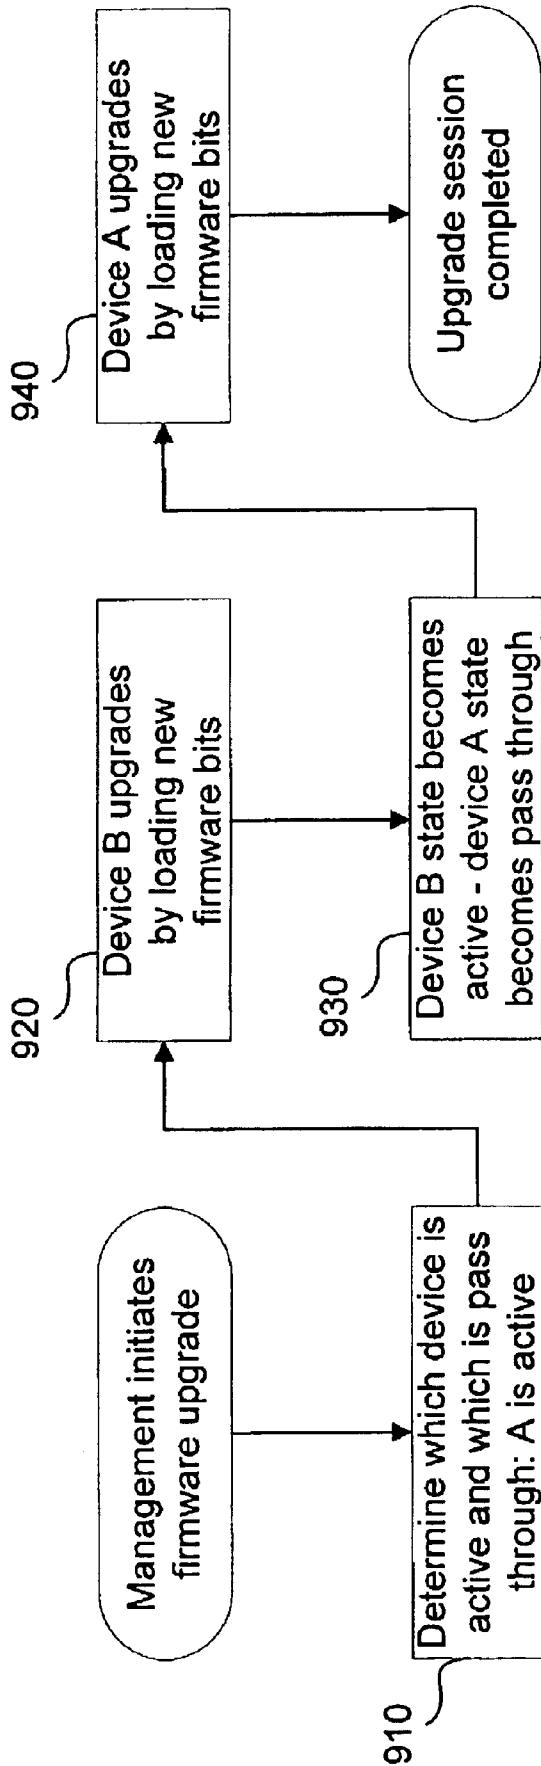 Management initiates
firmware upgrade
910
Determine which device is
active and which is pass
through: A is active
920
Device B upgrades
by loading new
firmware bits
930
Device B state becomes
active - device A state
becomes pass through
940
Device A upgrades
by loading new
firmware bits
Upgrade session
completed